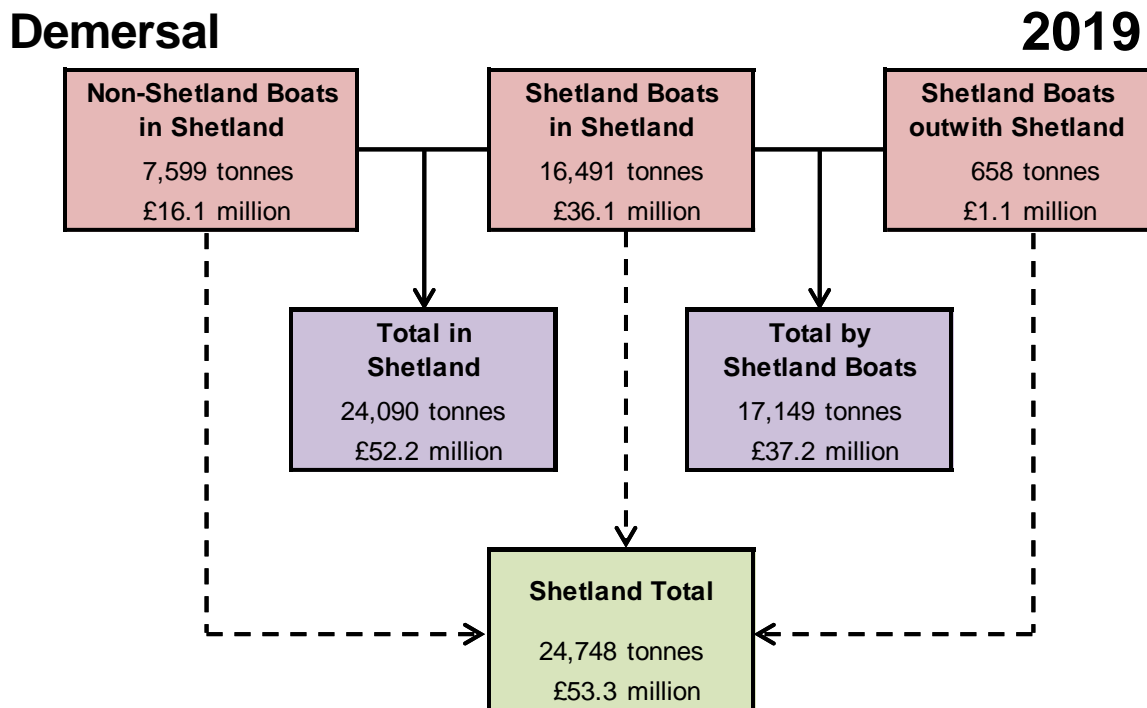 Demersal
2019
Non-Shetland Boats
in Shetland
7,599 tonnes
£16.1 million
Shetland Boats
in Shetland
16,491 tonnes
£36.1 million
Shetland Boats
outwith Shetland
658 tonnes
£1.1 million
Total in
Shetland
24,090 tonnes
£52.2 million
Total by
Shetland Boats
17,149 tonnes
£37.2 million
Shetland Total
24,748 tonnes
£53.3 million